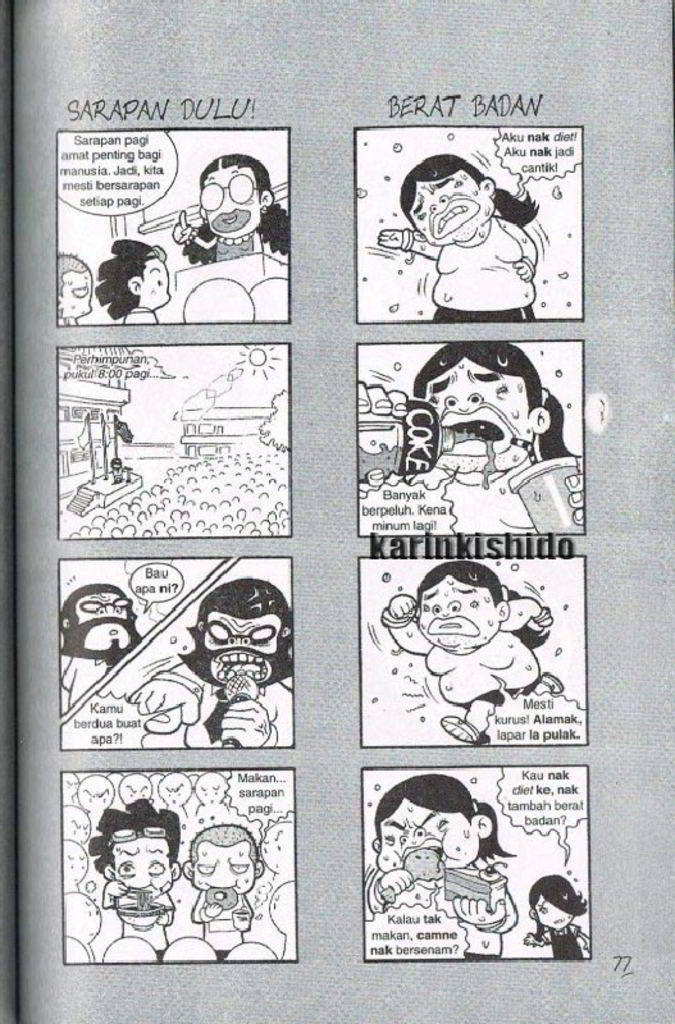 SARAPAN DULU!
Sarapan pagi
amat penting bagi
manusia. Jadi, kita
mesti bersarapan
setiap pagi.
Perhimpunan,
pukul 8:00 pagi...
Bau
apa ni?
Kamu
berdua buat
apa?!
Makan...
sarapan
pagi...
BERAT BADAN
Aku nak diet!
Aku nak jadi
cantik!
COKE
Banyak
berpeluh. Kena
minum lagi!
karinkishido
Mesti
kurus! Alamak,
lapar la pulak.
Kau nak
diet ke, nak
tambah berat
badan?
Kalau tak
makan, camne
nak bersenam?
77